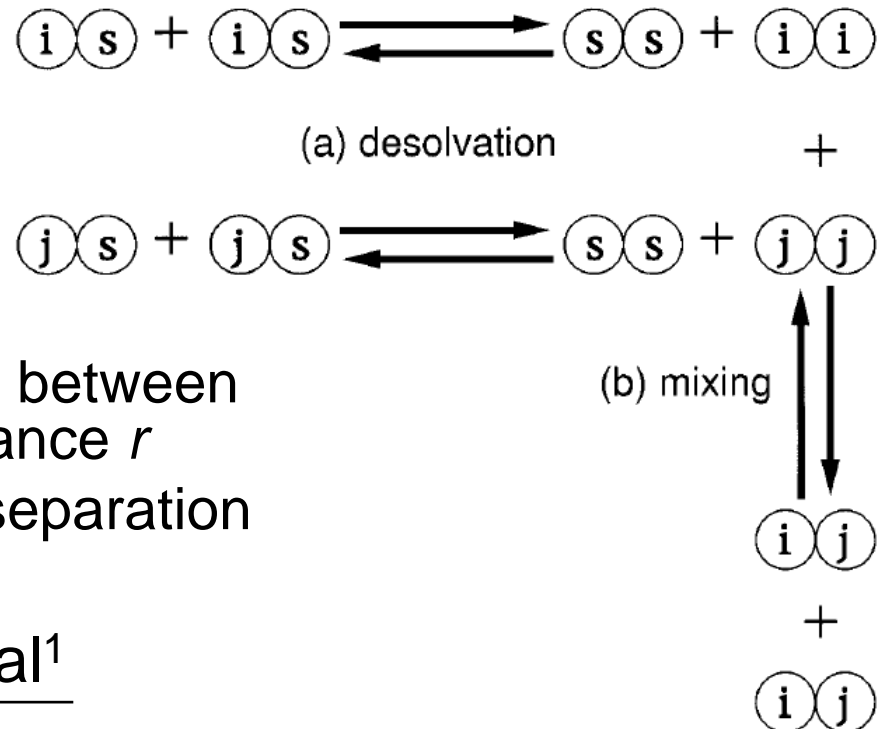 i s + i s s s + i i
(a) desolvation +
j s + j s s s + j j
between
(b) mixing
ance r
separation
i j
+
al¹
i j